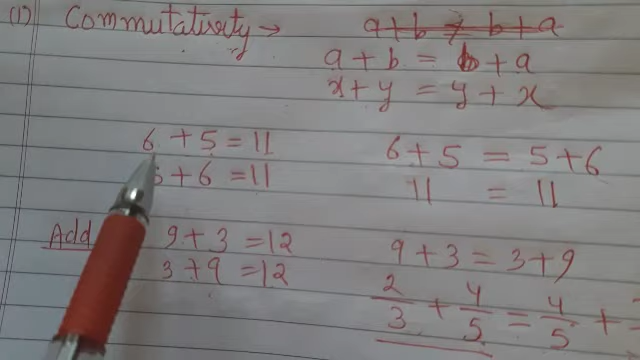 (1) Commutativity → a+b ≠ b+a
a + b = b + a
x + y = y + x
6 + 5 = 11 6 + 5 = 5 + 6
+ 6 = 11 11 = 11
Add 9 + 3 = 12 9 + 3 = 3 + 9
3 + 9 = 12
2/3 + 4/5 = 4/5 +